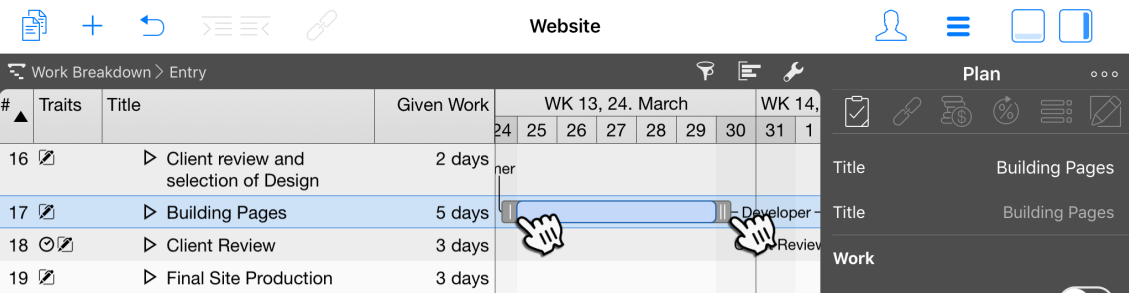 Website
Work Breakdown > Entry
Plan
# Traits Title Given Work WK 13, 24. March WK 14,
24 25 26 27 28 29 30 31 1
16 Client review and selection of Design 2 days ner
17 Building Pages 5 days Developer
18 Client Review 3 days Review
19 Final Site Production 3 days
Title Building Pages
Title Building Pages
Work